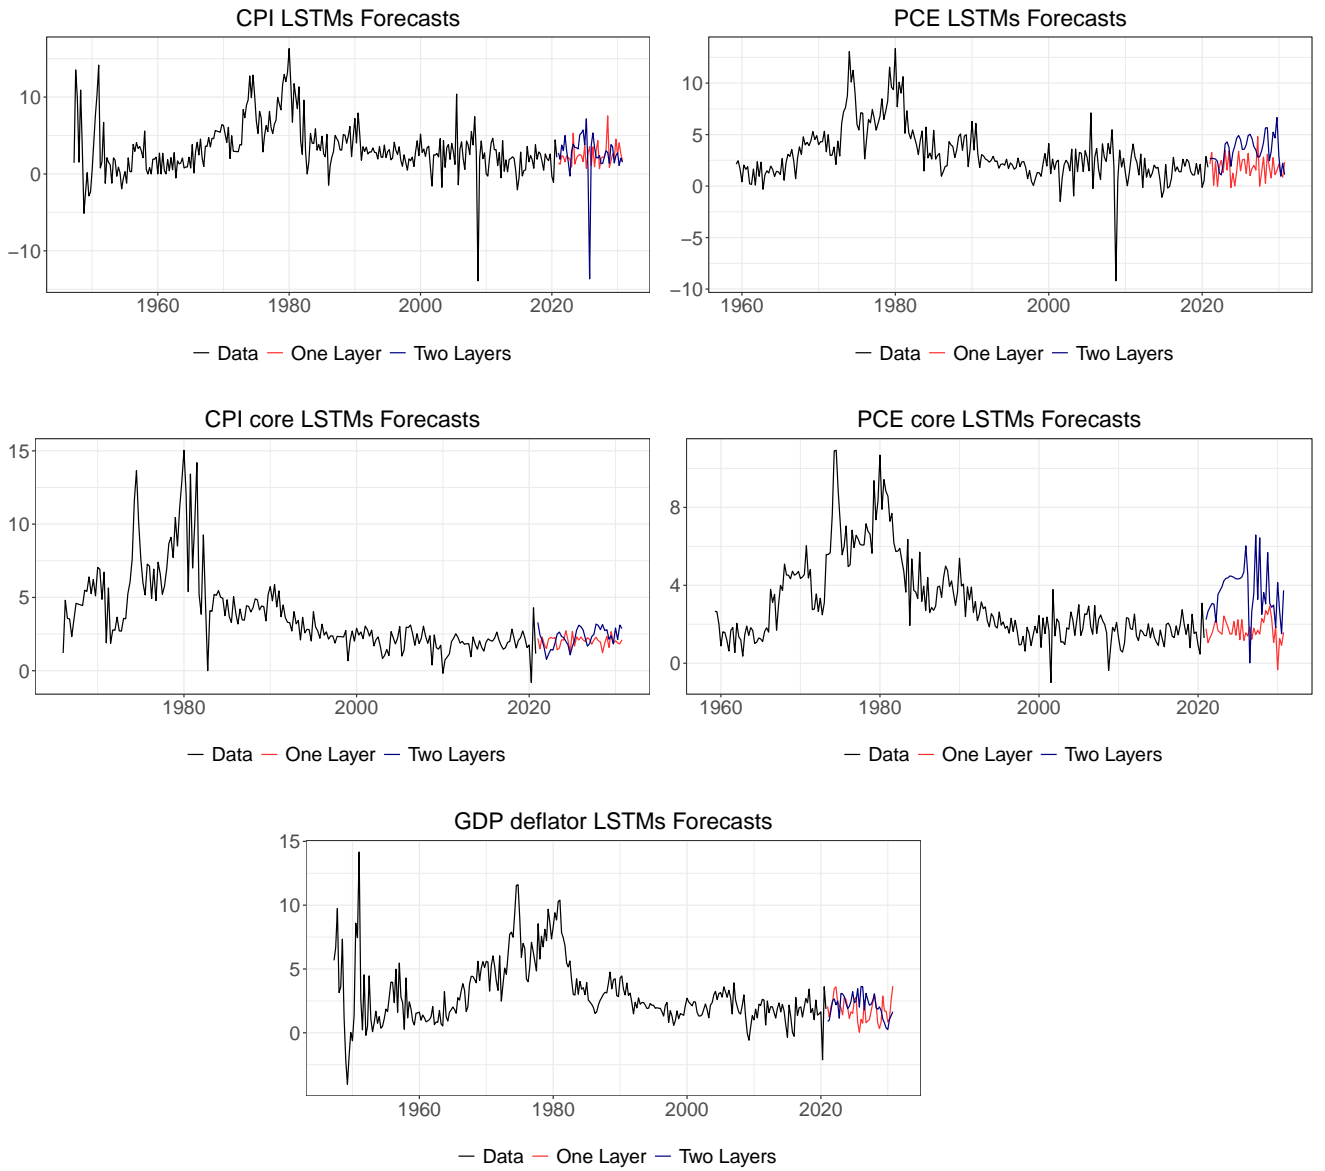 CPI LSTMs Forecasts
10
0
−10
1960 1980 2000 2020
Data One Layer Two Layers
PCE LSTMs Forecasts
10
5
0
−5
−10
1960 1980 2000 2020
Data One Layer Two Layers
CPI core LSTMs Forecasts
15
10
5
0
1980 2000 2020
Data One Layer Two Layers
PCE core LSTMs Forecasts
8
4
0
1960 1980 2000 2020
Data One Layer Two Layers
GDP deflator LSTMs Forecasts
15
10
5
0
1960 1980 2000 2020
Data One Layer Two Layers